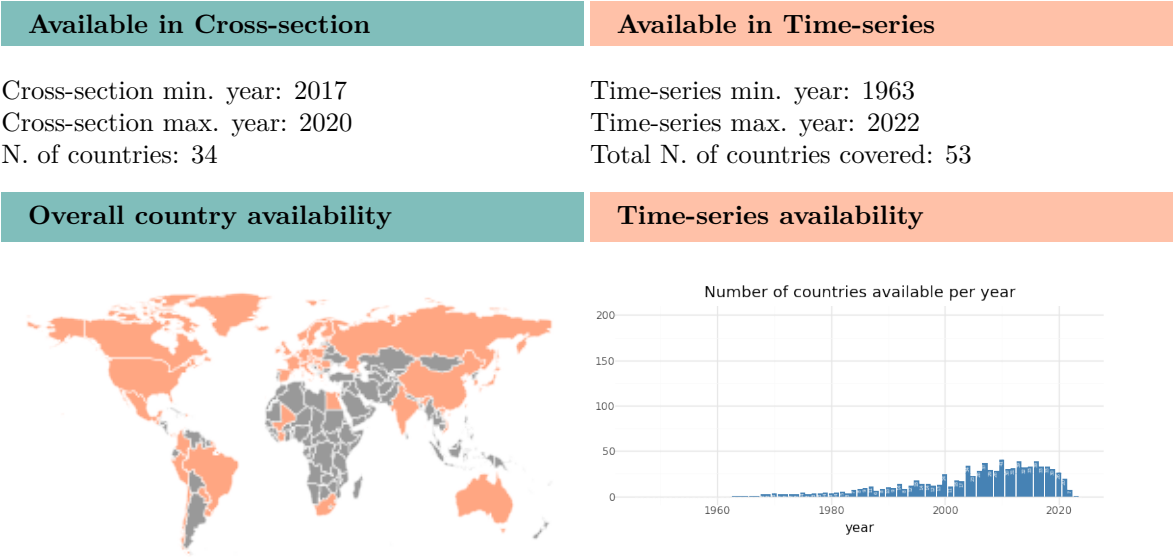 Available in Cross-section
Cross-section min. year: 2017
Cross-section max. year: 2020
N. of countries: 34
Available in Time-series
Time-series min. year: 1963
Time-series max. year: 2022
Total N. of countries covered: 53
Overall country availability
Time-series availability
Number of countries available per year
200
150
100
50
0
1960
1980
2000
2020
year